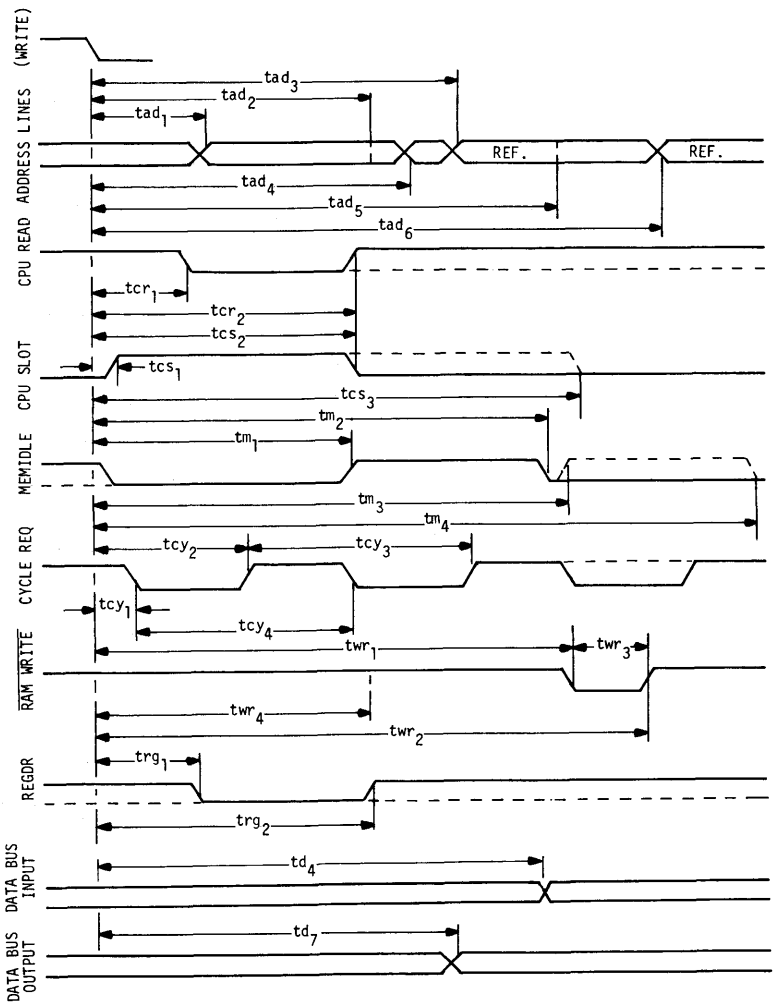 (WRITE)
tad3
tad2
tad1
ADDRESS LINES
REF.
REF.
tad4
tad5
tad6
CPU READ
tcr1
tcr2
tcs2
CPU SLOT
tcs1
tcs3
tm2
tm1
MEMIDLE
tm3
tm4
CYCLE REQ
tcy2
tcy3
tcy1
tcy4
twr1
twr3
RAM WRITE
twr4
twr2
trg1
REGDR
trg2
td4
DATA BUS
INPUT
td7
DATA BUS
OUTPUT